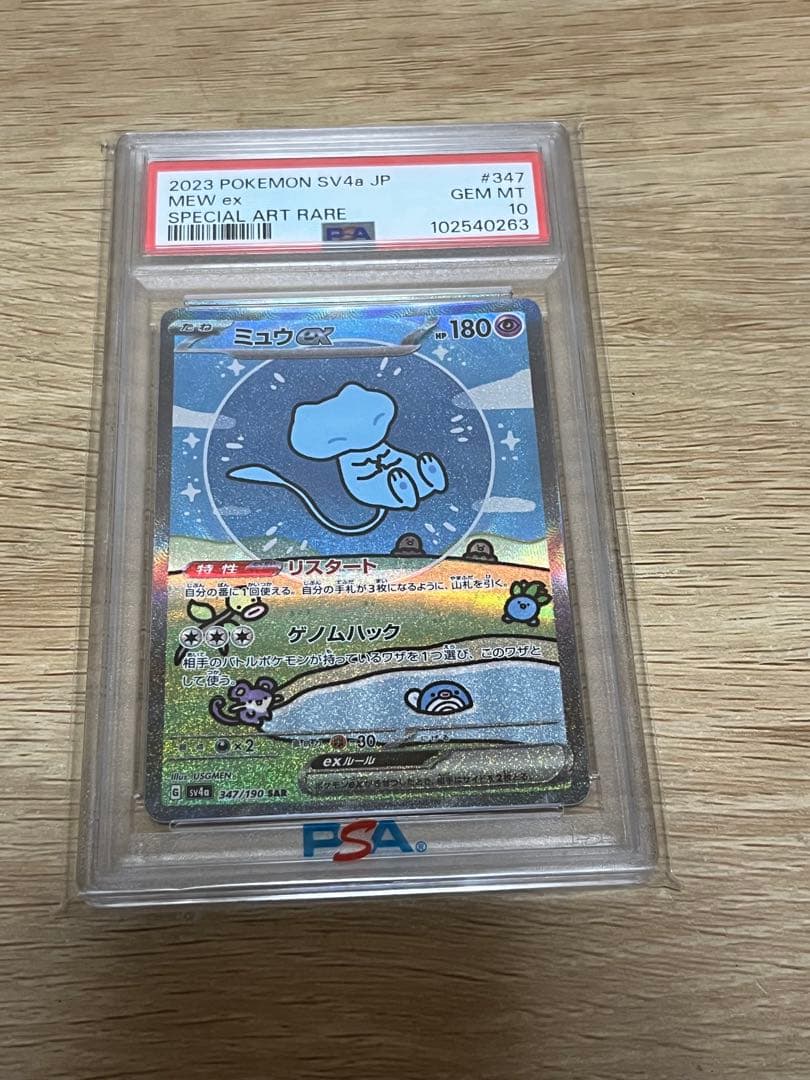 2023 POKEMON SV4a JP #347
MEW ex GEM MT
SPECIAL ART RARE 10
PSA 102540263
たね ミュウex HP 180
特性 リスタート
自分の番に1回使える。自分の手札が3枚になるように、山札を引く。
ゲノムハック
相手のバトルポケモンが持っているワザを1つ選び、このワザと
して使う。
×2 30
exルール
Illus. USGMEN
G sv4a 347/190 SAR
PSA®